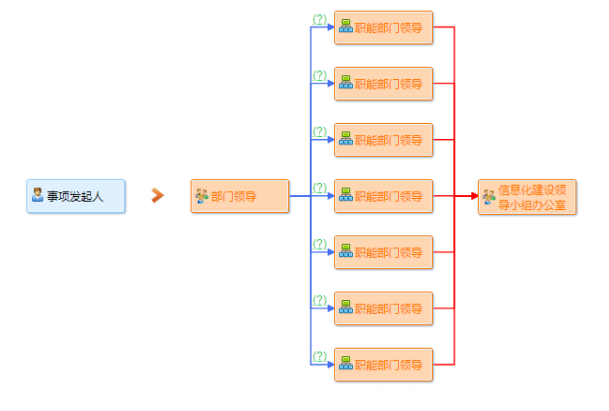 (?)
职能部门领导
(?)
职能部门领导
(?)
职能部门领导
事项发起人
部门领导
(?)
职能部门领导
信息化建设领
导小组办公室
(?)
职能部门领导
(?)
职能部门领导
(?)
职能部门领导